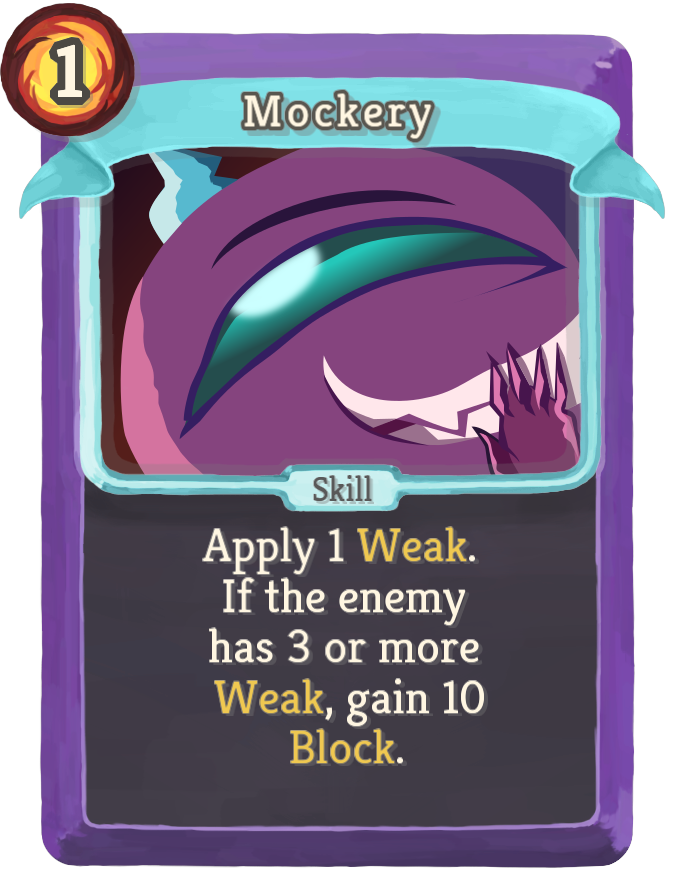 1
Mockery
Skill
Apply 1 Weak.
If the enemy
has 3 or more
Weak, gain 10
Block.